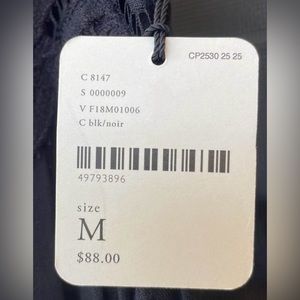 CP2530 25 25
C 8147
S 0000009
V F18M01006
C blk/noir
49793896
size
M
$88.00